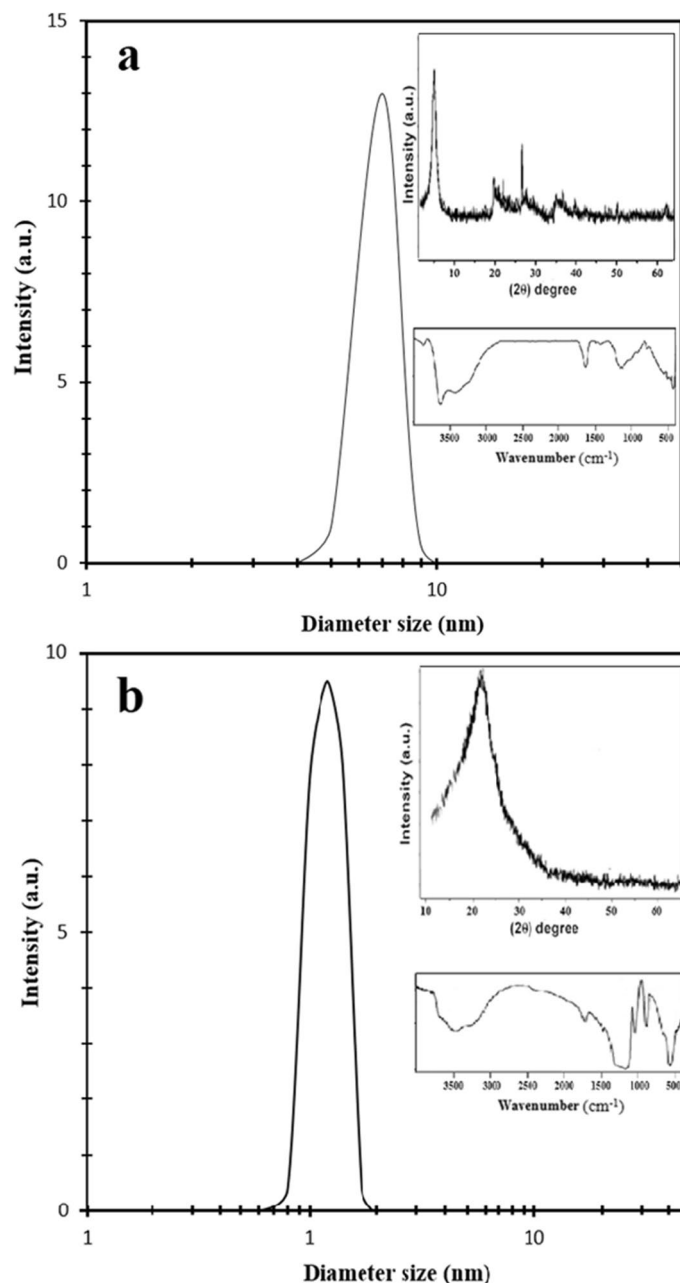 15
a
10
5
0
Intensity (a.u.)
1
10
Diameter size (nm)
Intensity (a.u.)
10 20 30 40 50 60
(2θ) degree
3500 3000 2500 2000 1500 1000 500
Wavenumber (cm⁻¹)
10
b
5
0
Intensity (a.u.)
1
1
10
Diameter size (nm)
Intensity (a.u.)
10 20 30 40 50 60
(2θ) degree
3500 3000 2500 2000 1500 1000 500
Wavenumber (cm⁻¹)